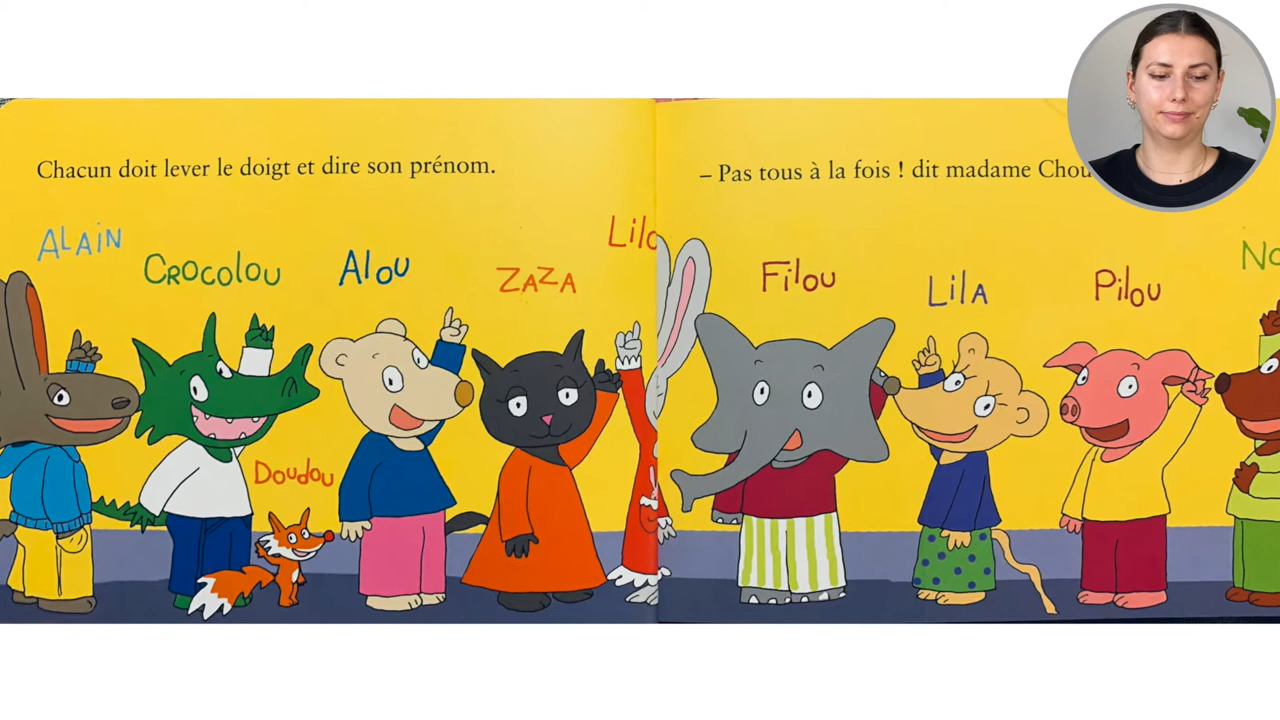 Chacun doit lever le doigt et dire son prénom.
– Pas tous à la fois ! dit madame
ALAIN
CROCOLOU
ALOU
ZAZA
Doudou
Filou
LilA
Pilou